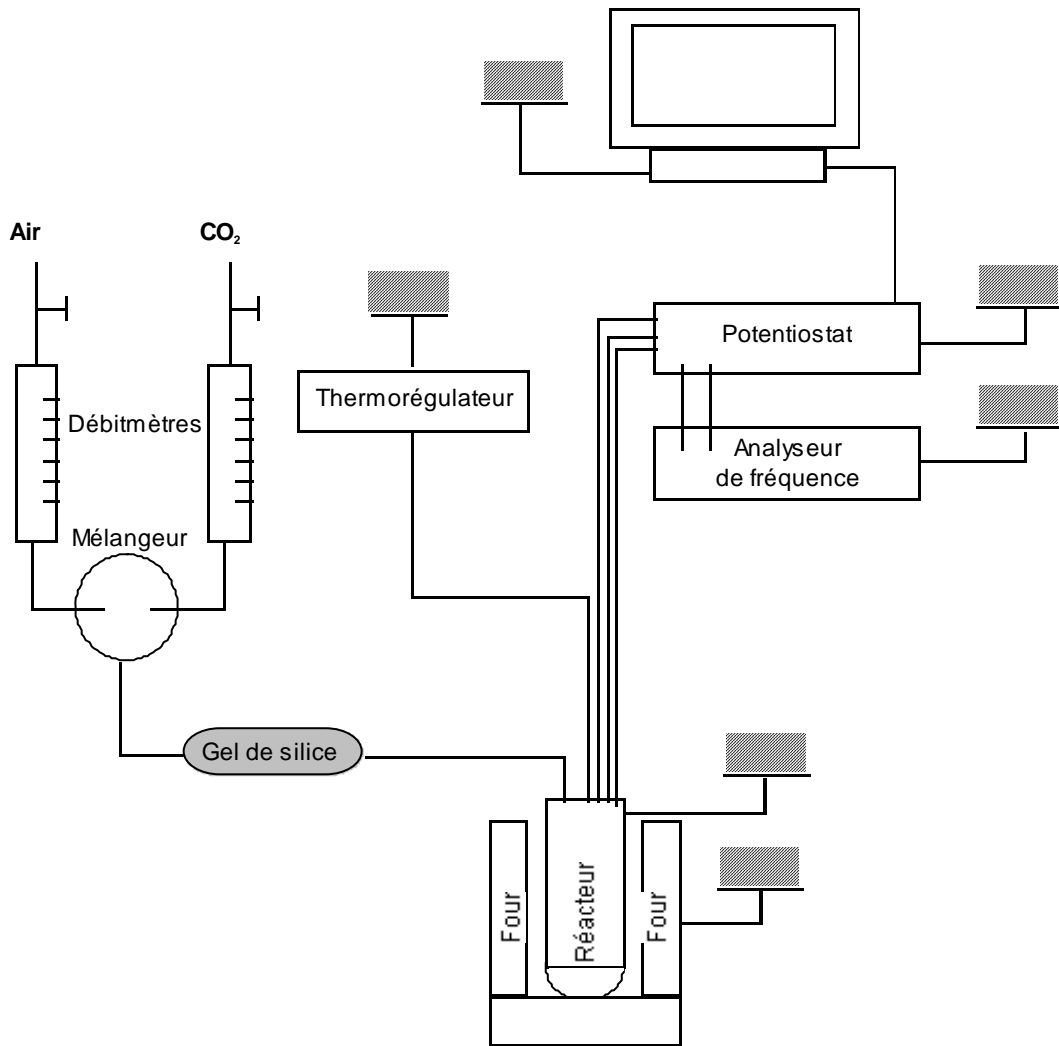 Air
CO₂
Potentiostat
Thermorégulateur
Débitmètres
Analyseur
de fréquence
Mélangeur
Gel de silice
Four
Réacteur
Four